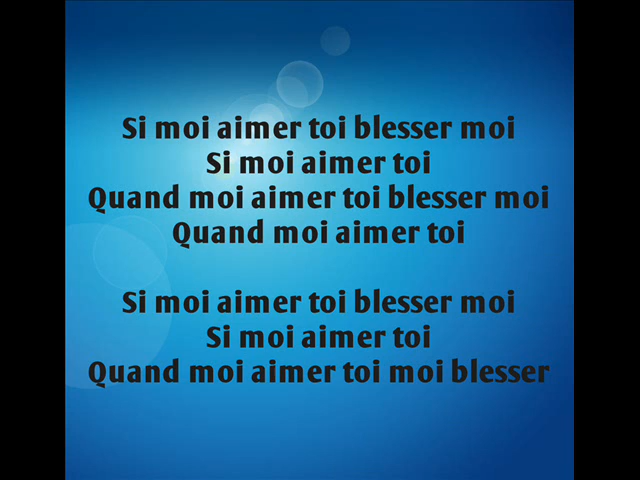 Si moi aimer toi blesser moi
Si moi aimer toi
Quand moi aimer toi blesser moi
Quand moi aimer toi
Si moi aimer toi blesser moi
Si moi aimer toi
Quand moi aimer toi moi blesser